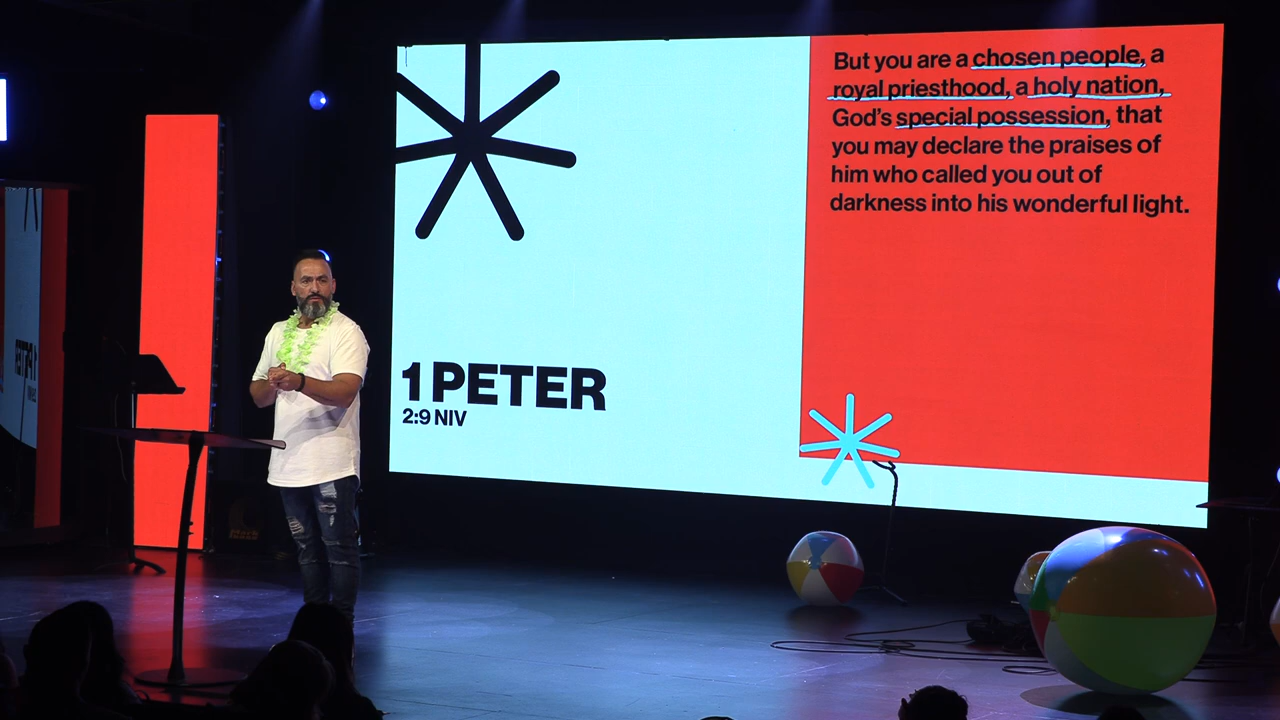 But you are a chosen people, a
royal priesthood, a holy nation,
God's special possession, that
you may declare the praises of
him who called you out of
darkness into his wonderful light.
1 PETER
2:9 NIV